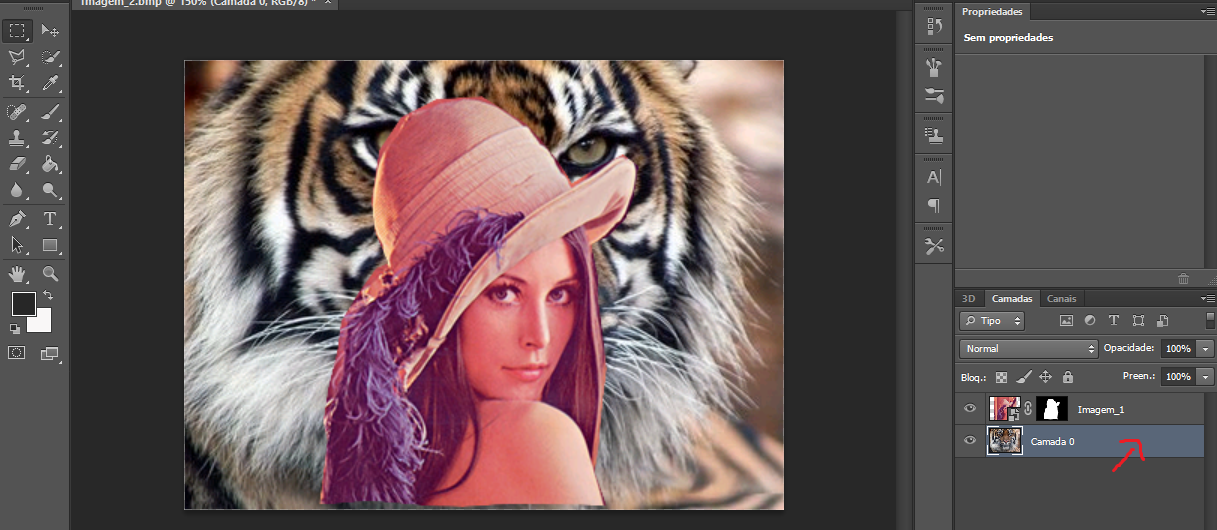 Imagem_2.bmp @ 150% (Camada 0, RGB/8) * ×
Propriedades
Sem propriedades
3D Camadas Canais
Tipo
Normal Opacidade: 100%
Bloq.: Preen.: 100%
Imagem_1
Camada 0